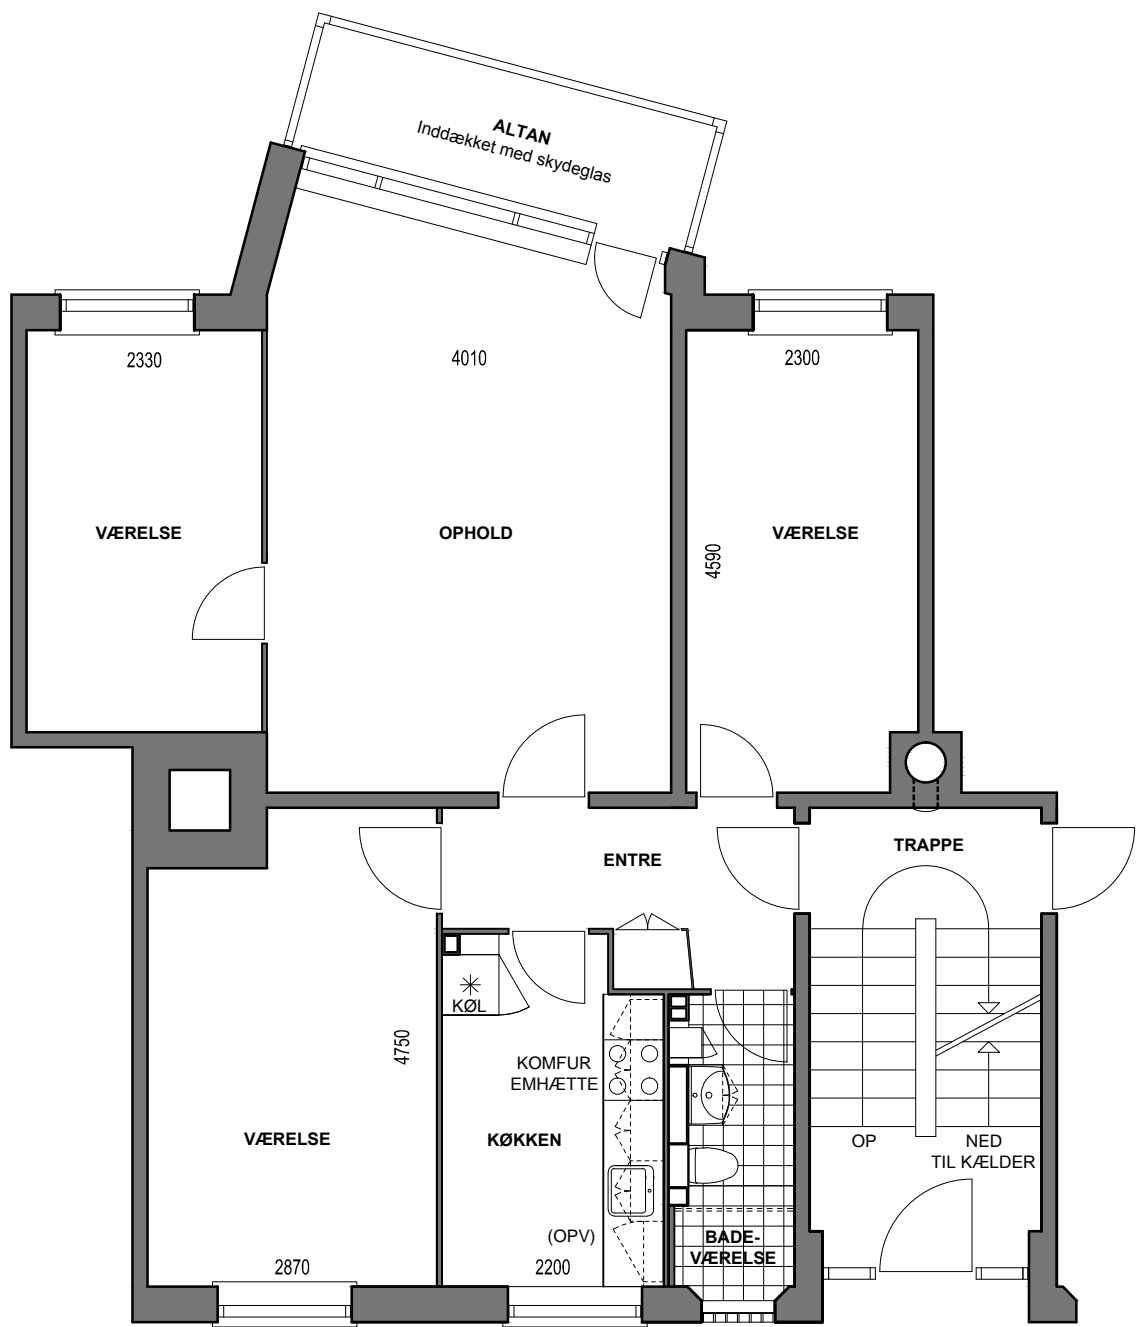 ALTAN
Inddækket med skydeglas
2330
4010
2300
VÆRELSE
OPHOLD
VÆRELSE
4590
ENTRE
TRAPPE
KØL
4750
KOMFUR
EMHÆTTE
VÆRELSE
KØKKEN
OP
NED
TIL KÆLDER
(OPV)
BADE-
VÆRELSE
2870
2200